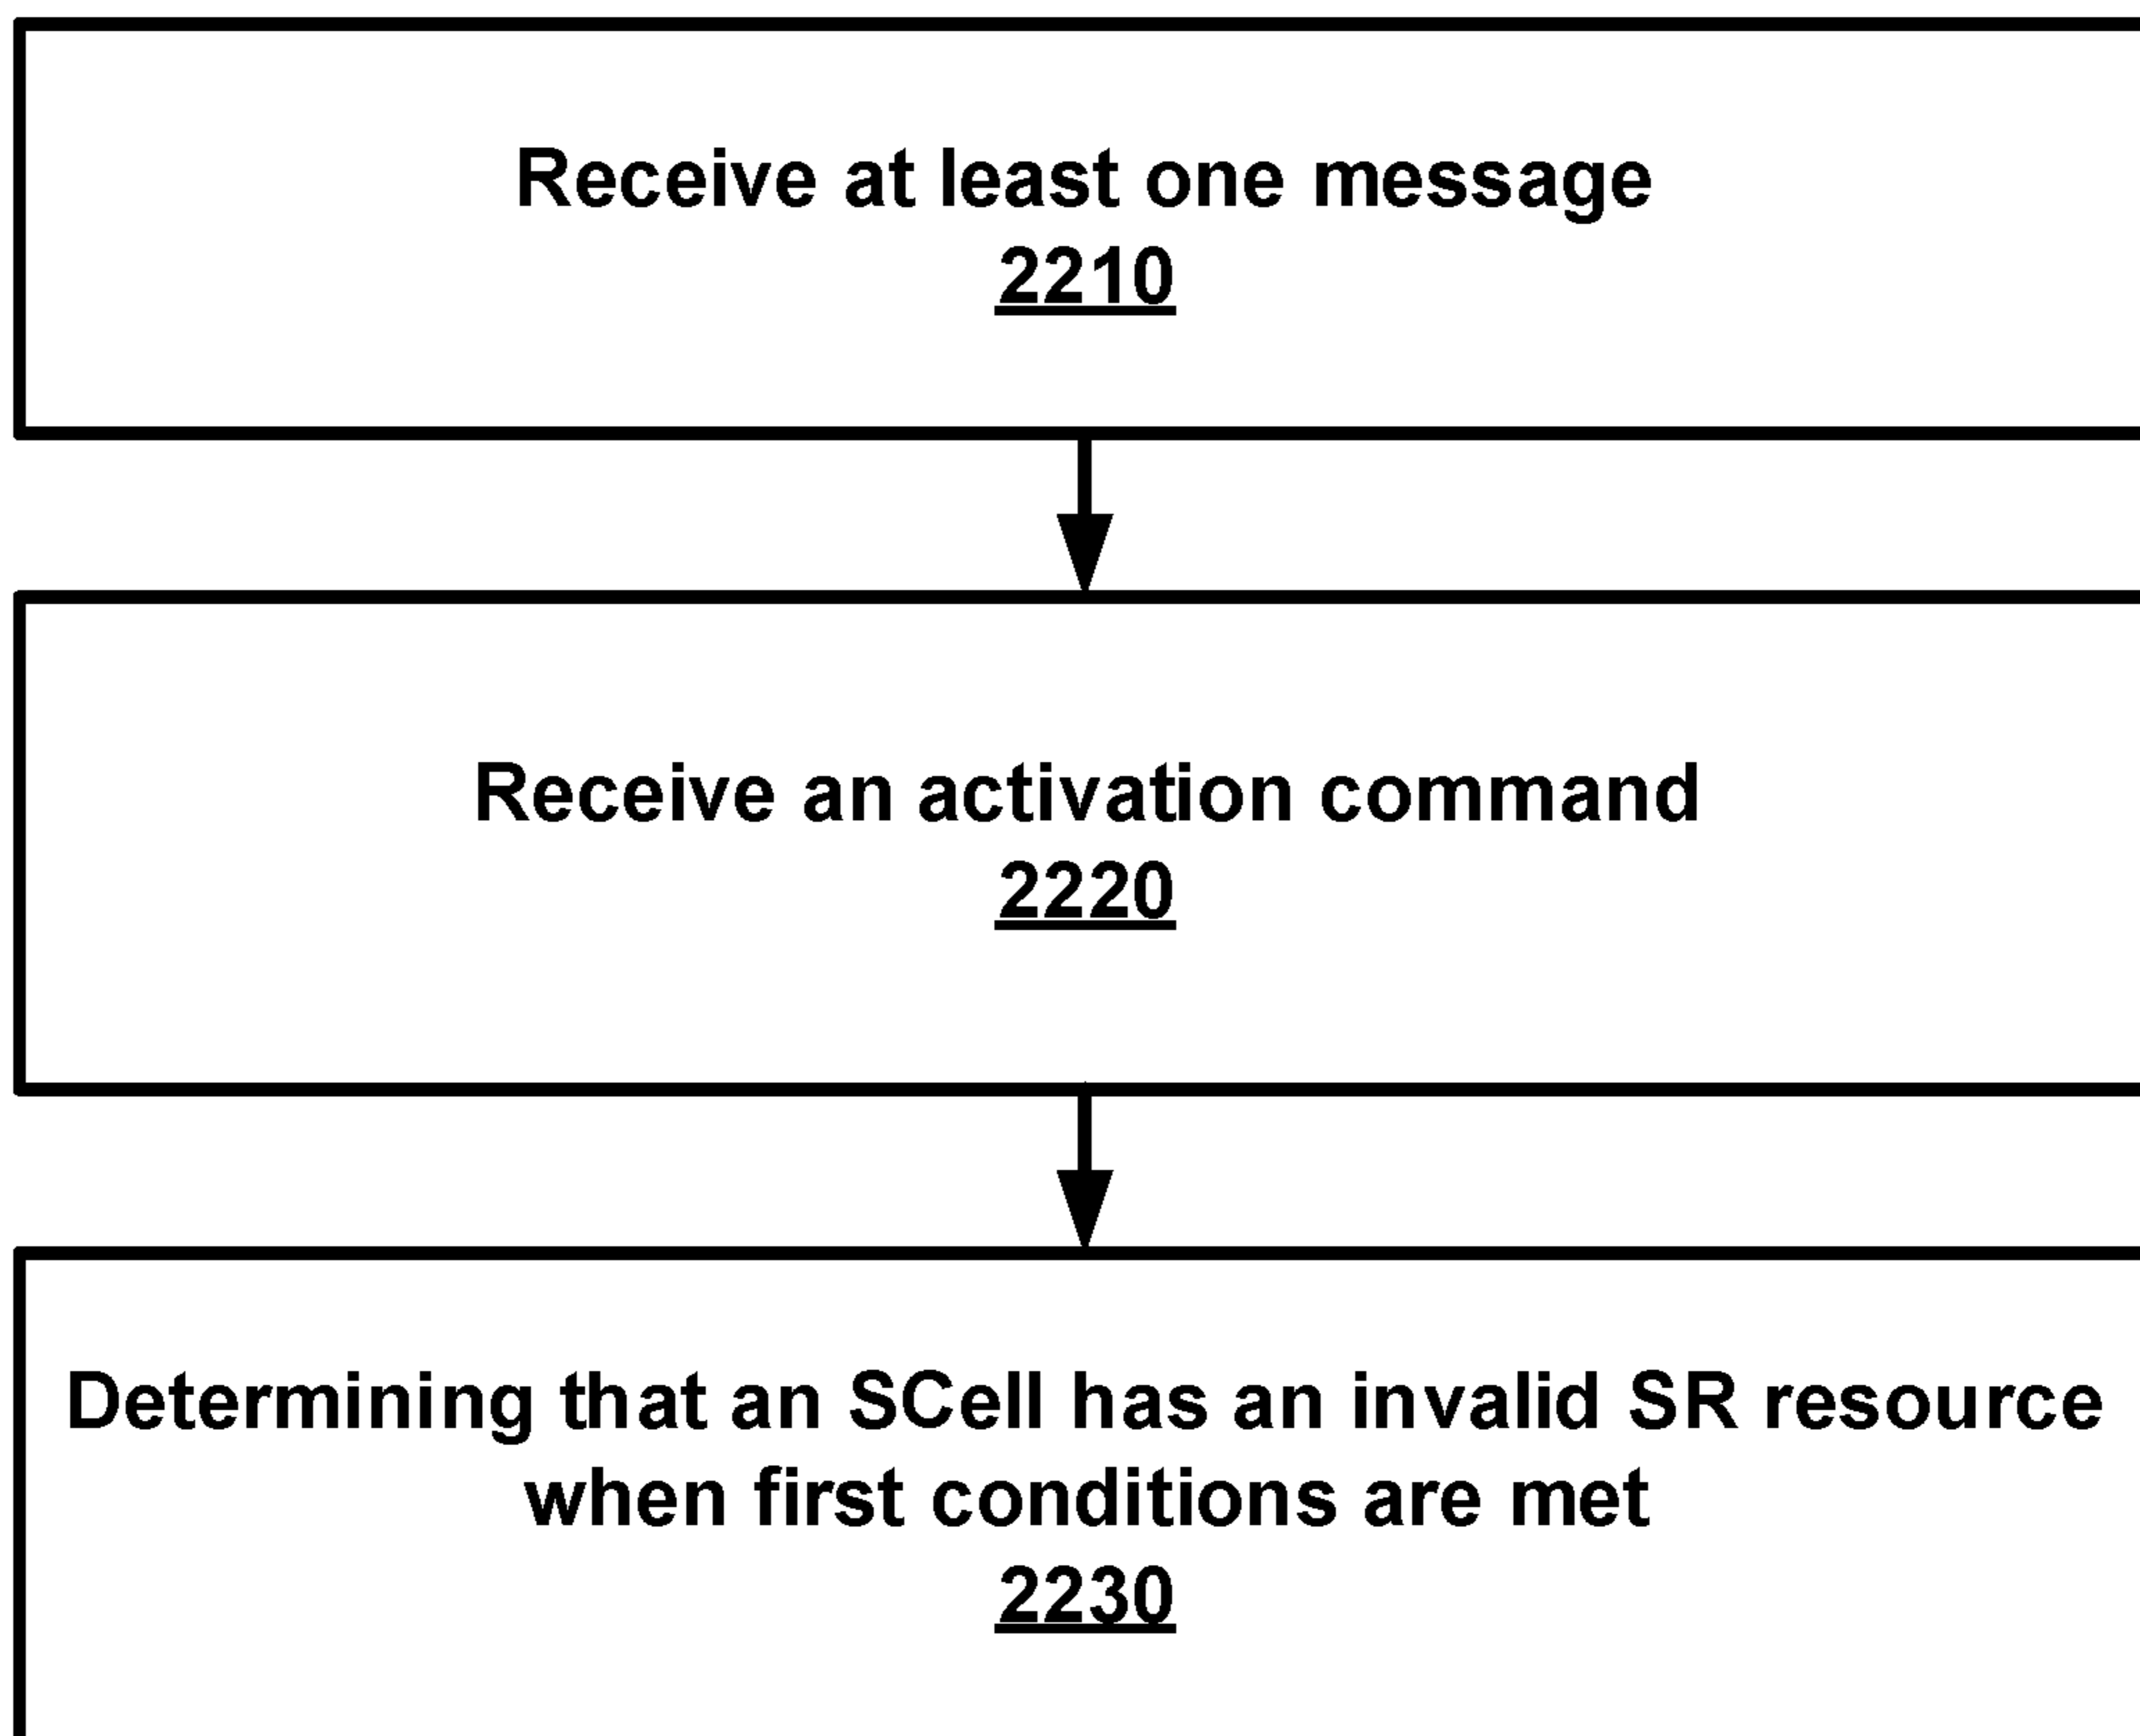 Receive at least one message
2210
Receive an activation command
2220
Determining that an SCell has an invalid SR resource
when first conditions are met
2230